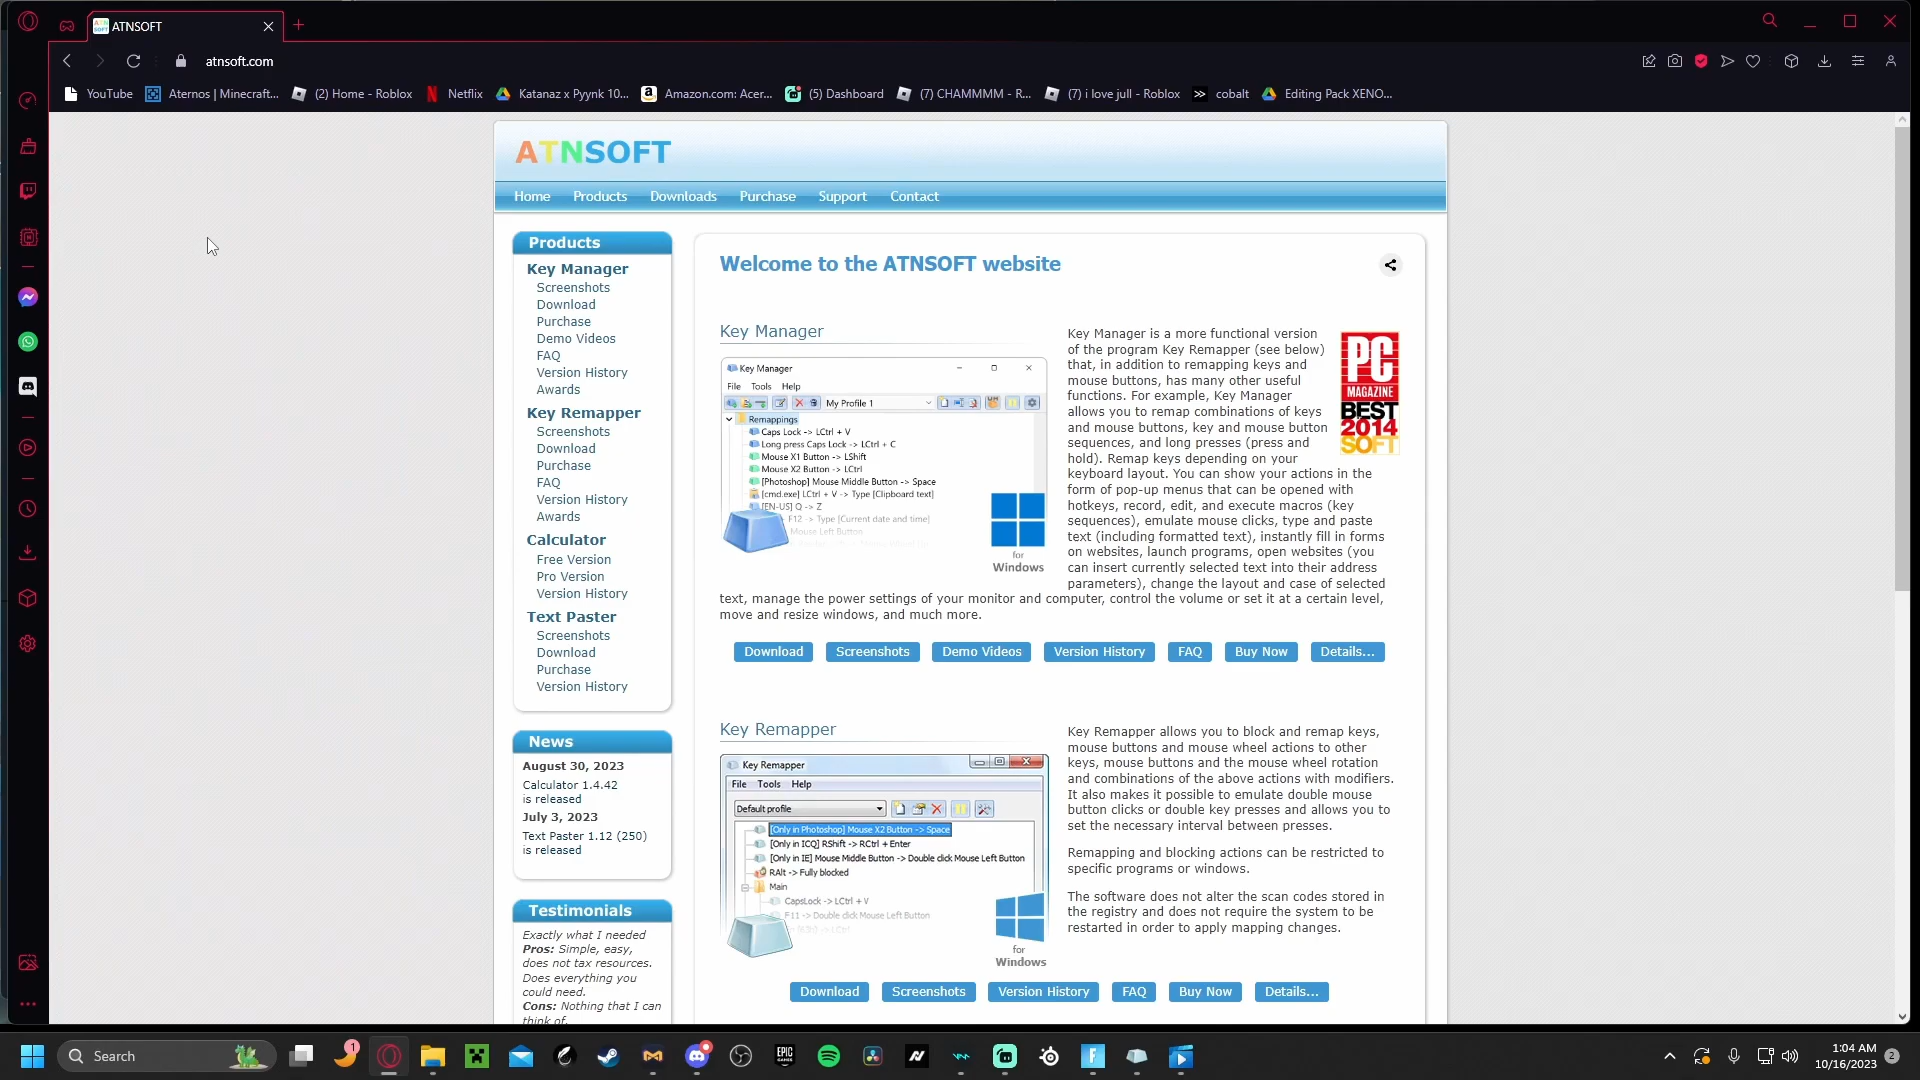 ATNSOFT
atnsoft.com
YouTube
Aternos | Minecraft...
(2) Home - Roblox
Netflix
Katanaz x Pyynk 10...
Amazon.com: Acer...
(5) Dashboard
(7) CHAMMMM - R...
(7) i love jull - Roblox
cobalt
Editing Pack XENO...
ATNSOFT
Home
Products
Downloads
Purchase
Support
Contact
Products
Key Manager
Screenshots
Download
Purchase
Demo Videos
FAQ
Version History
Awards
Key Remapper
Screenshots
Download
Purchase
FAQ
Version History
Awards
Calculator
Free Version
Pro Version
Version History
Text Paster
Screenshots
Download
Purchase
Version History
News
August 30, 2023
Calculator 1.4.42
is released
July 3, 2023
Text Paster 1.12 (250)
is released
Testimonials
Exactly what I needed
Pros: Simple, easy,
does not tax resources.
Does everything you
could need.
Cons: Nothing that I can
think of.
Welcome to the ATNSOFT website
Key Manager
Key Manager
File Tools Help
My Profile 1
Remappings
Caps Lock -> LCtrl + V
Long press Caps Lock -> LCtrl + C
Mouse X1 Button -> LShift
Mouse X2 Button -> LCtrl
[Photoshop] Mouse Middle Button -> Space
[cmd.exe] LCtrl + V -> Type [Clipboard text]
[EN-US] Q -> Z
+ F12 -> Type [Current date and time]
Mouse Left Button
for
Windows
Key Manager is a more functional version
of the program Key Remapper (see below)
that, in addition to remapping keys and
mouse buttons, has many other useful
functions. For example, Key Manager
allows you to remap combinations of keys
and mouse buttons, key and mouse button
sequences, and long presses (press and
hold). Remap keys depending on your
keyboard layout. You can show your actions in the
form of pop-up menus that can be opened with
hotkeys, record, edit, and execute macros (key
sequences), emulate mouse clicks, type and paste
text (including formatted text), instantly fill in forms
on websites, launch programs, open websites (you
can insert currently selected text into their address
parameters), change the layout and case of selected
text, manage the power settings of your monitor and computer, control the volume or set it at a certain level,
move and resize windows, and much more.
PC
MAGAZINE
BEST
2014
SOFT
Download
Screenshots
Demo Videos
Version History
FAQ
Buy Now
Details...
Key Remapper
Key Remapper
File Tools Help
Default profile
[Only in Photoshop] Mouse X2 Button -> Space
[Only in ICQ] RShift -> RCtrl + Enter
[Only in IE] Mouse Middle Button -> Double click Mouse Left Button
RAlt -> Fully blocked
Main
CapsLock -> LCtrl + V
F11 -> Double click Mouse Left Button
for
Windows
Key Remapper allows you to block and remap keys,
mouse buttons and mouse wheel actions to other
keys, mouse buttons and the mouse wheel rotation
and combinations of the above actions with modifiers.
It also makes it possible to emulate double mouse
button clicks or double key presses and allows you to
set the necessary interval between presses.
Remapping and blocking actions can be restricted to
specific programs or windows.
The software does not alter the scan codes stored in
the registry and does not require the system to be
restarted in order to apply mapping changes.
Download
Screenshots
Version History
FAQ
Buy Now
Details...
Search
1
EPIC
GAMES
1:04 AM
10/16/2023
2